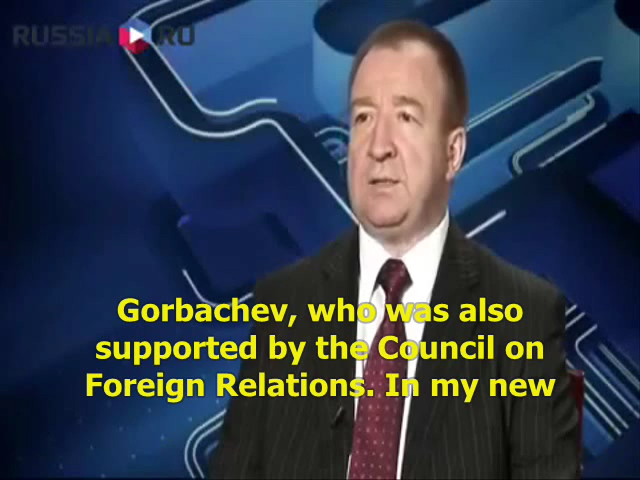 RUSSIA RU
Gorbachev, who was also
supported by the Council on
Foreign Relations. In my new